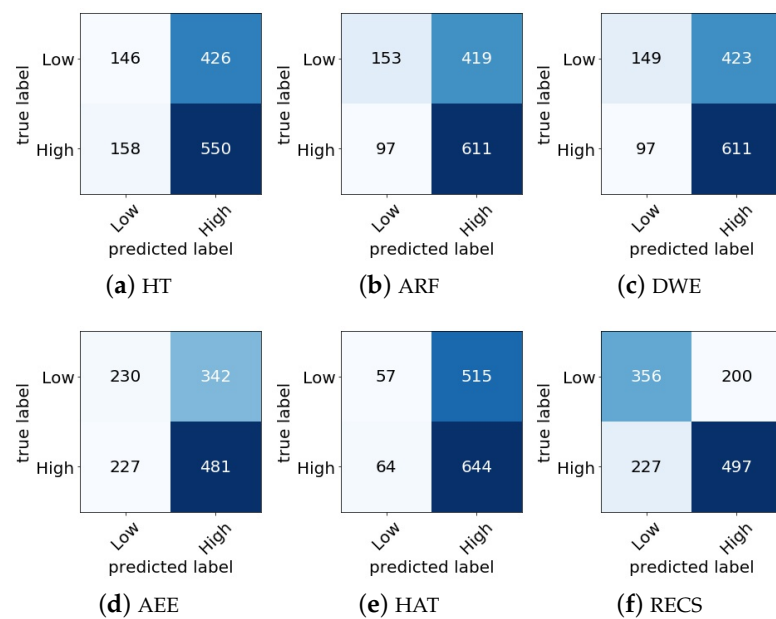 true label
Low 146 426
High 158 550
Low High
predicted label
(a) HT
true label
Low 153 419
High 97 611
Low High
predicted label
(b) ARF
true label
Low 149 423
High 97 611
Low High
predicted label
(c) DWE
true label
Low 230 342
High 227 481
Low High
predicted label
(d) AEE
true label
Low 57 515
High 64 644
Low High
predicted label
(e) HAT
true label
Low 356 200
High 227 497
Low High
predicted label
(f) RECS